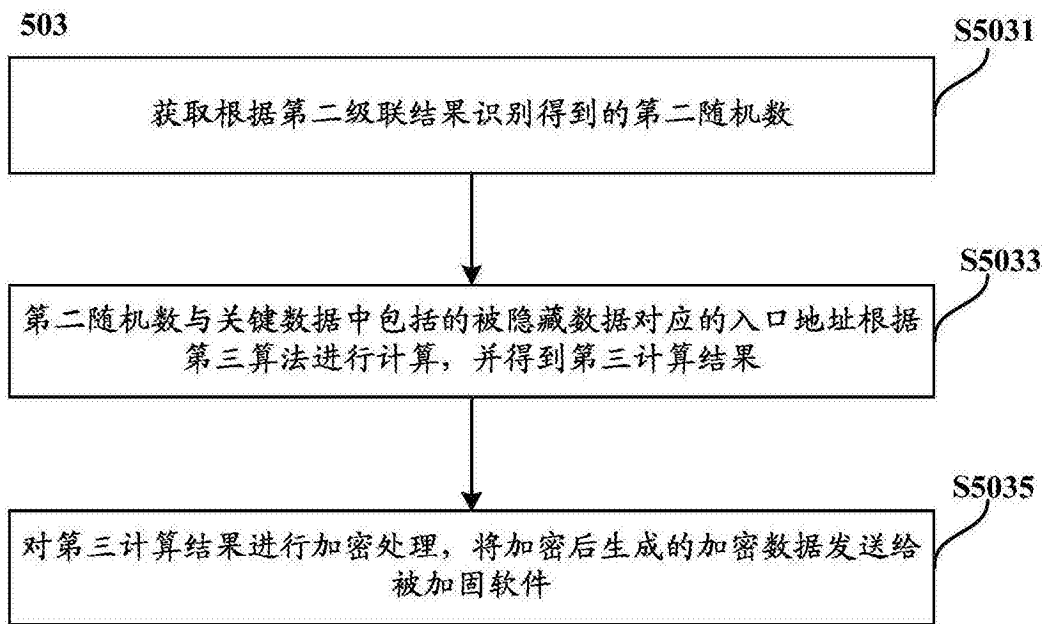 503
S5031
获取根据第二级联结果识别得到的第二随机数
S5033
第二随机数与关键数据中包括的被隐藏数据对应的入口地址根据
第三算法进行计算，并得到第三计算结果
S5035
对第三计算结果进行加密处理，将加密后生成的加密数据发送给
被加固软件